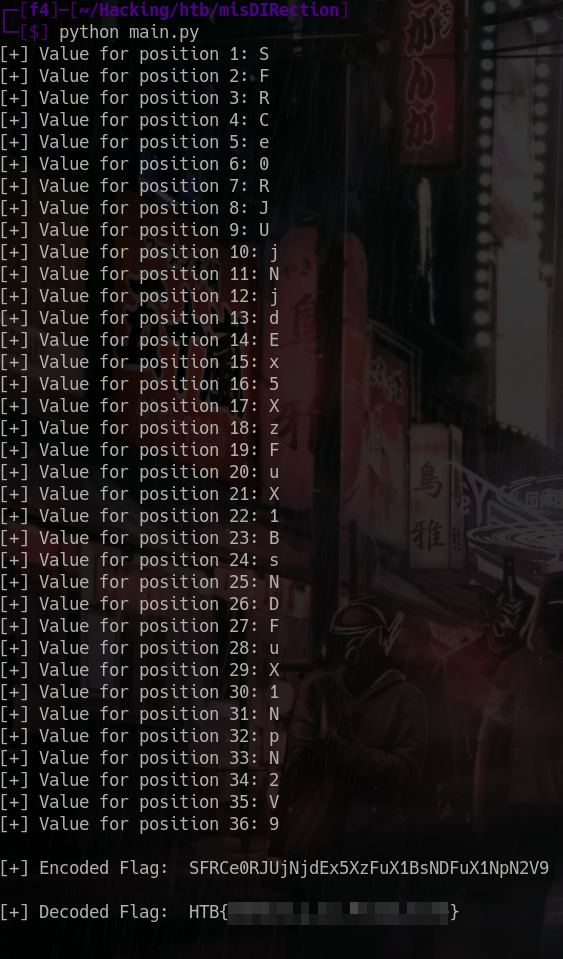 ┌─[f4]─[~/Hacking/htb/misDIRection]
└─[$] python main.py
[+] Value for position 1: S
[+] Value for position 2: F
[+] Value for position 3: R
[+] Value for position 4: C
[+] Value for position 5: e
[+] Value for position 6: 0
[+] Value for position 7: R
[+] Value for position 8: J
[+] Value for position 9: U
[+] Value for position 10: j
[+] Value for position 11: N
[+] Value for position 12: j
[+] Value for position 13: d
[+] Value for position 14: E
[+] Value for position 15: x
[+] Value for position 16: 5
[+] Value for position 17: X
[+] Value for position 18: z
[+] Value for position 19: F
[+] Value for position 20: u
[+] Value for position 21: X
[+] Value for position 22: 1
[+] Value for position 23: B
[+] Value for position 24: s
[+] Value for position 25: N
[+] Value for position 26: D
[+] Value for position 27: F
[+] Value for position 28: u
[+] Value for position 29: X
[+] Value for position 30: 1
[+] Value for position 31: N
[+] Value for position 32: p
[+] Value for position 33: N
[+] Value for position 34: 2
[+] Value for position 35: V
[+] Value for position 36: 9
[+] Encoded Flag:  SFRCe0RJUjNjdEx5XzFuX1BsNDFuX1NpN2V9
[+] Decoded Flag:  HTB{ }
鳥
雅
鳥
雅